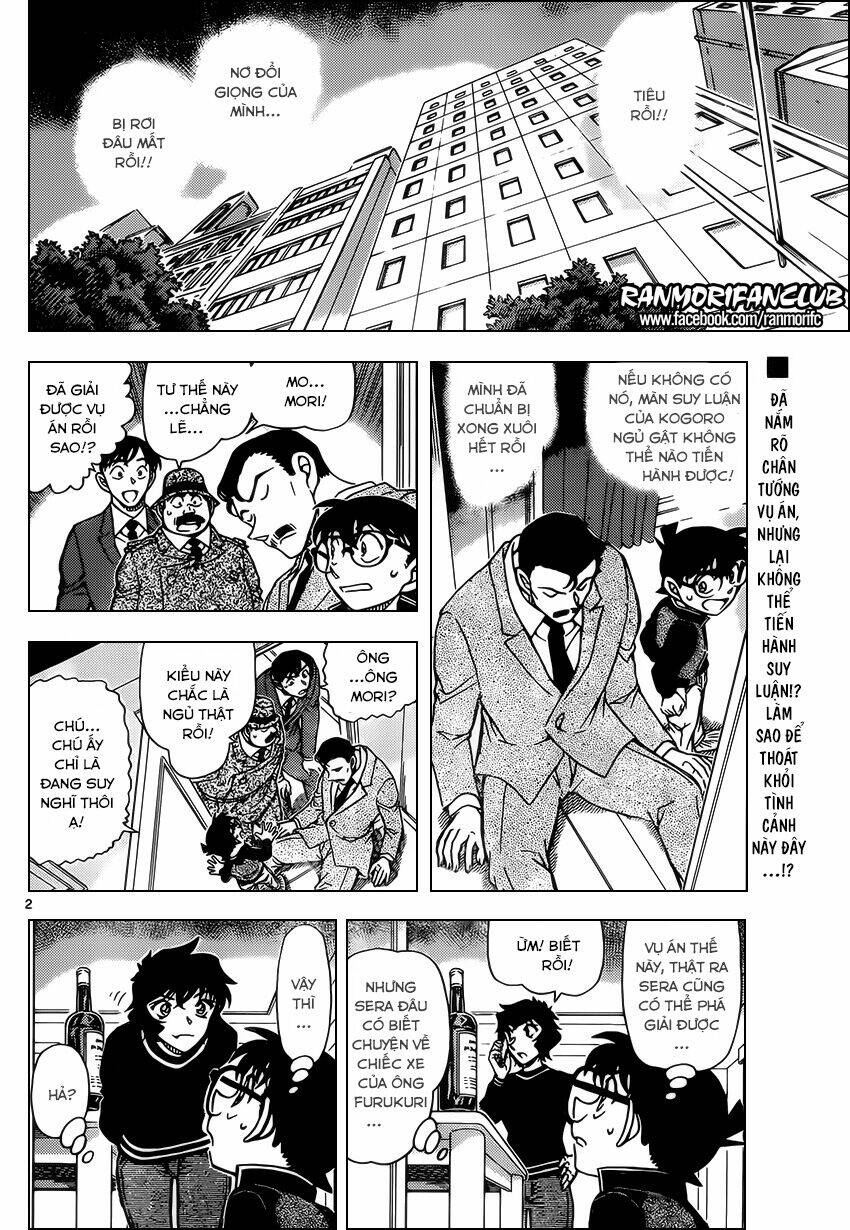 TIÊU
RỒI!!
NƠ ĐỔI
GIỌNG CỦA
MÌNH...
BỊ RƠI
ĐÂU MẤT
RỒI!!
RANMORIFANCLUB
www.facebook.com/ranmorifc
ĐÃ
NẮM
RÕ
CHÂN
TƯỚNG
VỤ ÁN,
NHƯNG
LẠI
KHÔNG
THỂ
TIẾN
HÀNH
SUY
LUẬN!?
LÀM
SAO ĐỂ
THOÁT
KHỎI
TÌNH
CẢNH
NÀY ĐÂY
...!?
NẾU KHÔNG CÓ
NÓ, MÀN SUY LUẬN
CỦA KOGORO
NGỦ GẬT KHÔNG
THỂ NÀO TIẾN
HÀNH ĐƯỢC!
MÌNH ĐÃ
CHUẨN BỊ
XONG XUÔI
HẾT RỒI
...
MO...
MORI!
TƯ THẾ NÀY
...CHẲNG
LẼ...
ĐÃ GIẢI
ĐƯỢC VỤ
ÁN RỒI
SAO!?
ÔNG
...ÔNG
MORI?
KIỂU NÀY
CHẮC LÀ
NGỦ THẬT
RỒI!
CHÚ...
CHÚ ẤY
CHỈ LÀ
ĐANG SUY
NGHĨ THÔI
Ạ!
2
VỤ ÁN THẾ
NÀY, THẬT RA
SERA CŨNG
CÓ THỂ PHÁ
GIẢI ĐƯỢC
...
ỪM! BIẾT
RỒI!
NHƯNG
SERA ĐÂU
CÓ BIẾT
CHUYỆN VỀ
CHIẾC XE
CỦA ÔNG
FURUKURI
...
VẬY
THÌ
...
HẢ?